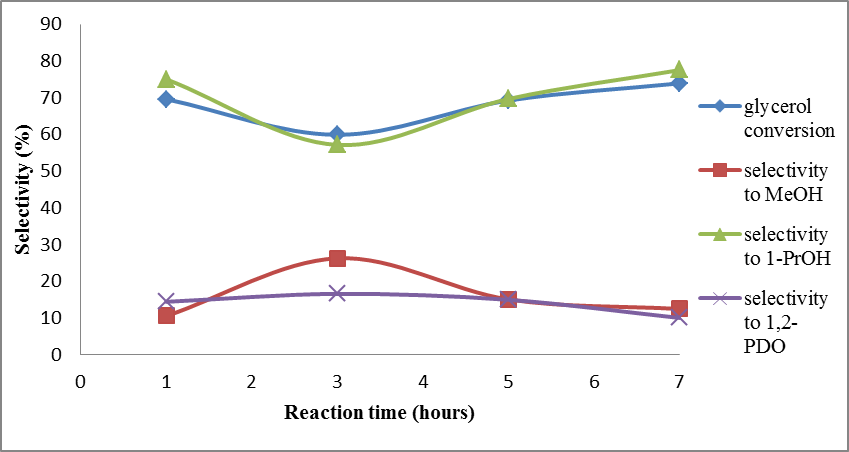 90
80
70
60
50
40
30
20
10
0
Selectivity (%)
0 1 2 3 4 5 6 7
Reaction time (hours)
glycerol
conversion
selectivity
to MeOH
selectivity
to 1-PrOH
selectivity
to 1,2-
PDO